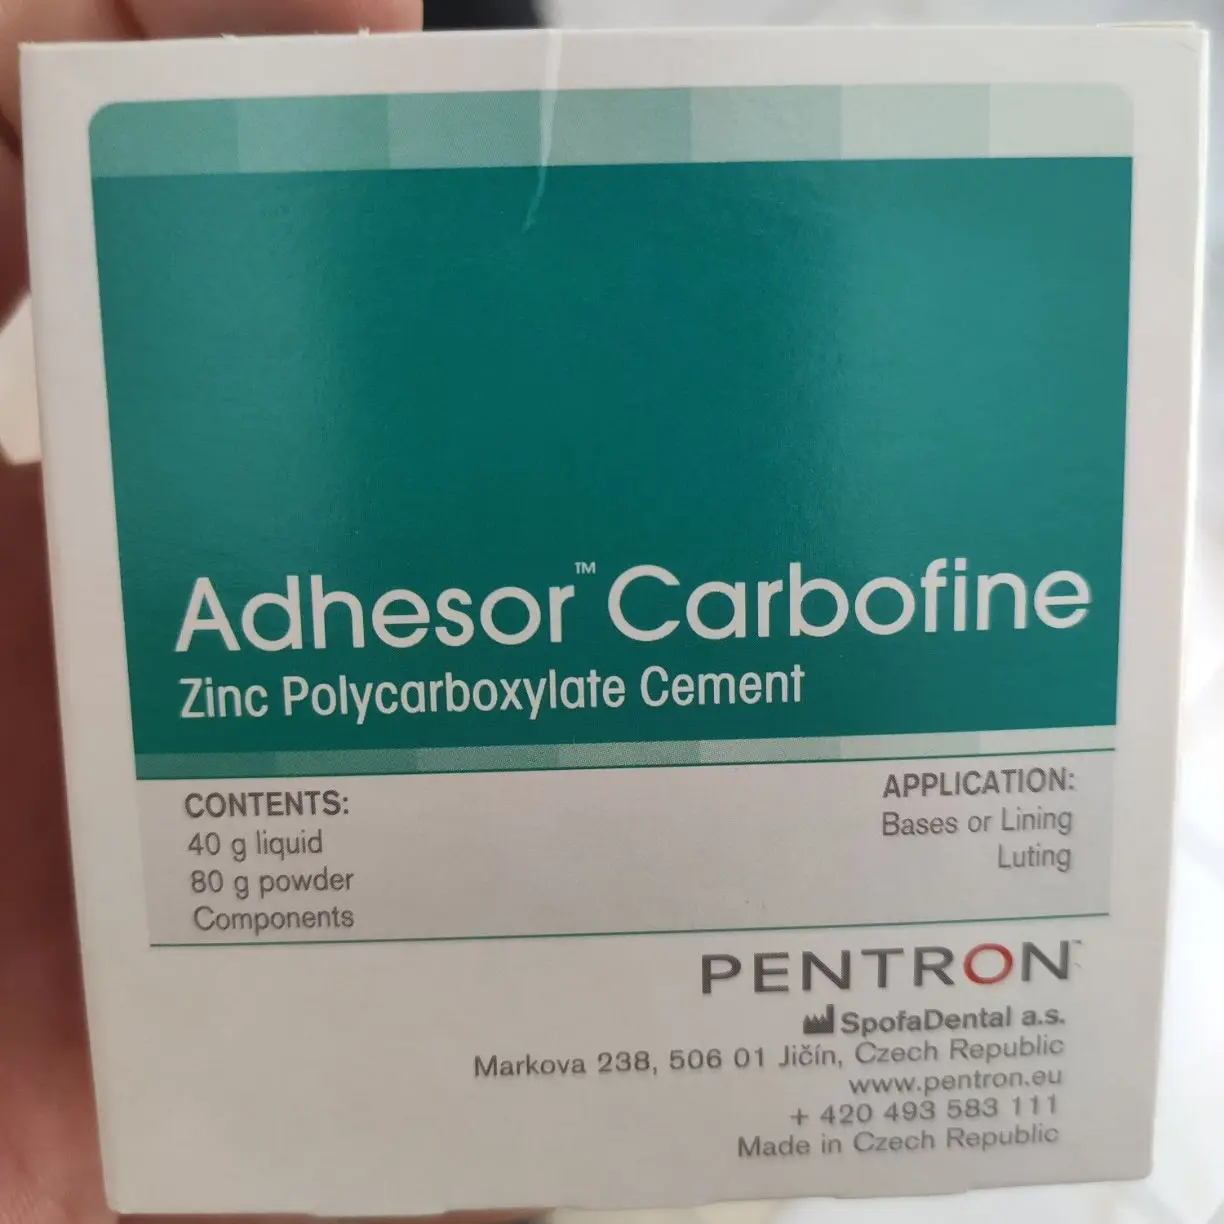 Adhesor™ Carbofine
Zinc Polycarboxylate Cement
CONTENTS:
40 g liquid
80 g powder
Components
APPLICATION:
Bases or Lining
Luting
PENTRON™
SpofaDental a.s.
Markova 238, 506 01 Jičín, Czech Republic
www.pentron.eu
+ 420 493 583 111
Made in Czech Republic